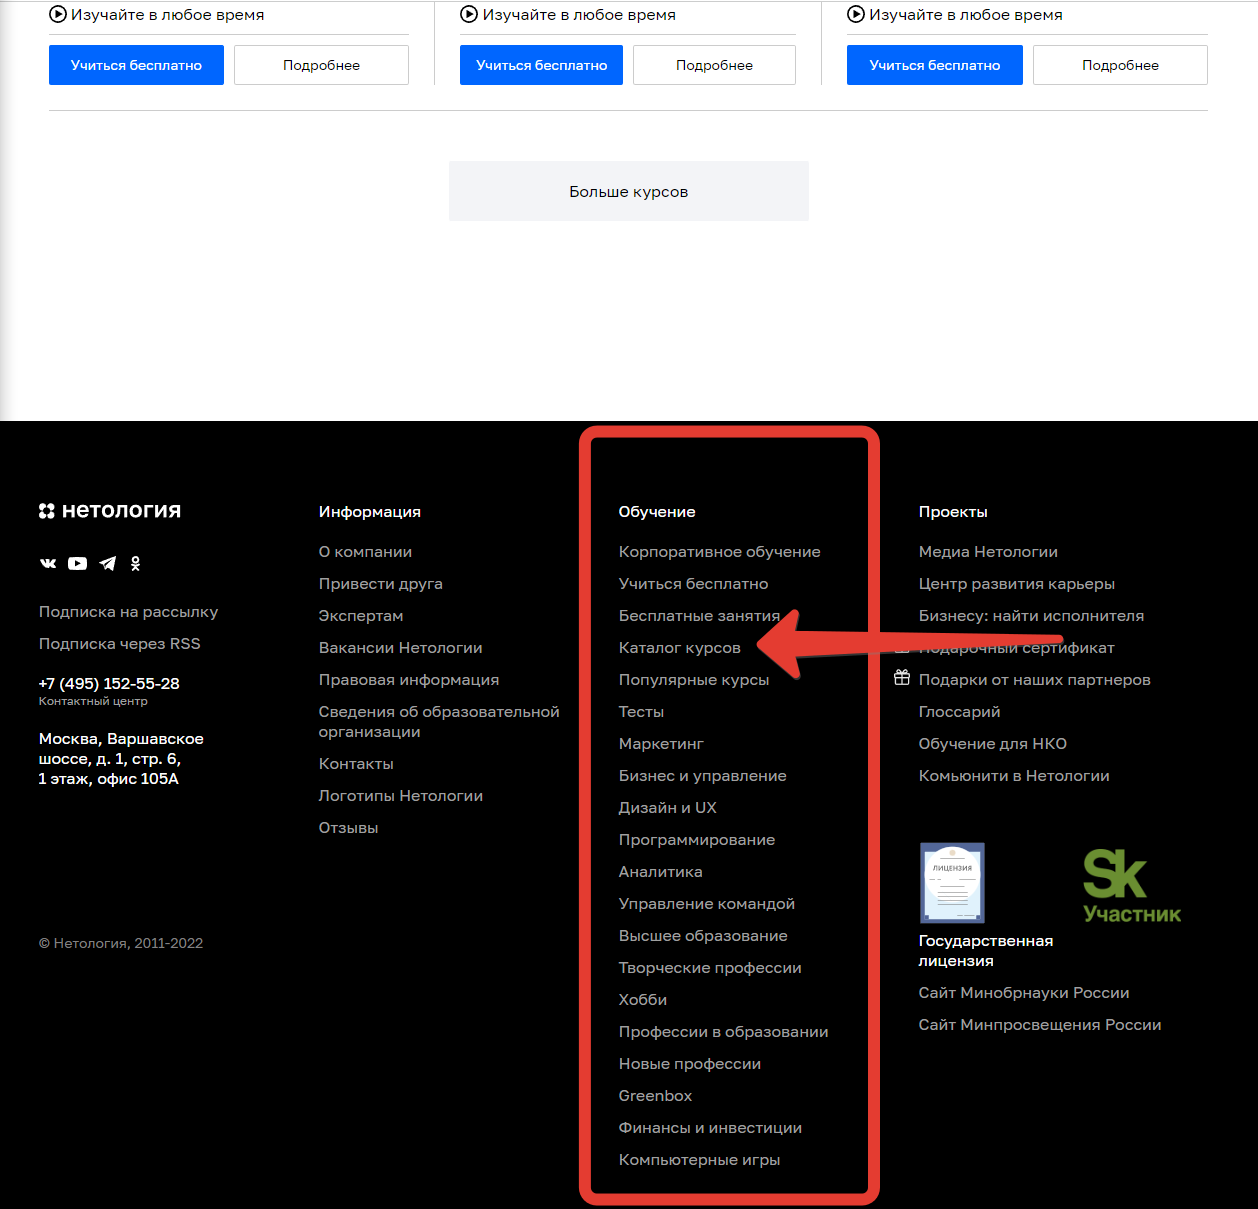 Изучайте в любое время
Изучайте в любое время
Изучайте в любое время
Учиться бесплатно
Подробнее
Учиться бесплатно
Подробнее
Учиться бесплатно
Подробнее
Больше курсов
нетология
Подписка на рассылку
Подписка через RSS
+7 (495) 152-55-28
Контактный центр
Москва, Варшавское
шоссе, д. 1, стр. 6,
1 этаж, офис 105А
© Нетология, 2011-2022
Информация
О компании
Привести друга
Экспертам
Вакансии Нетологии
Правовая информация
Сведения об образовательной
организации
Контакты
Логотипы Нетологии
Отзывы
Обучение
Корпоративное обучение
Учиться бесплатно
Бесплатные занятия
Каталог курсов
Популярные курсы
Тесты
Маркетинг
Бизнес и управление
Дизайн и UX
Программирование
Аналитика
Управление командой
Высшее образование
Творческие профессии
Хобби
Профессии в образовании
Новые профессии
Greenbox
Финансы и инвестиции
Компьютерные игры
Проекты
Медиа Нетологии
Центр развития карьеры
Бизнесу: найти исполнителя
Подарочный сертификат
Подарки от наших партнеров
Глоссарий
Обучение для НКО
Комьюнити в Нетологии
ЛИЦЕНЗИЯ
Государственная
лицензия
Sk
Участник
Сайт Минобрнауки России
Сайт Минпросвещения России